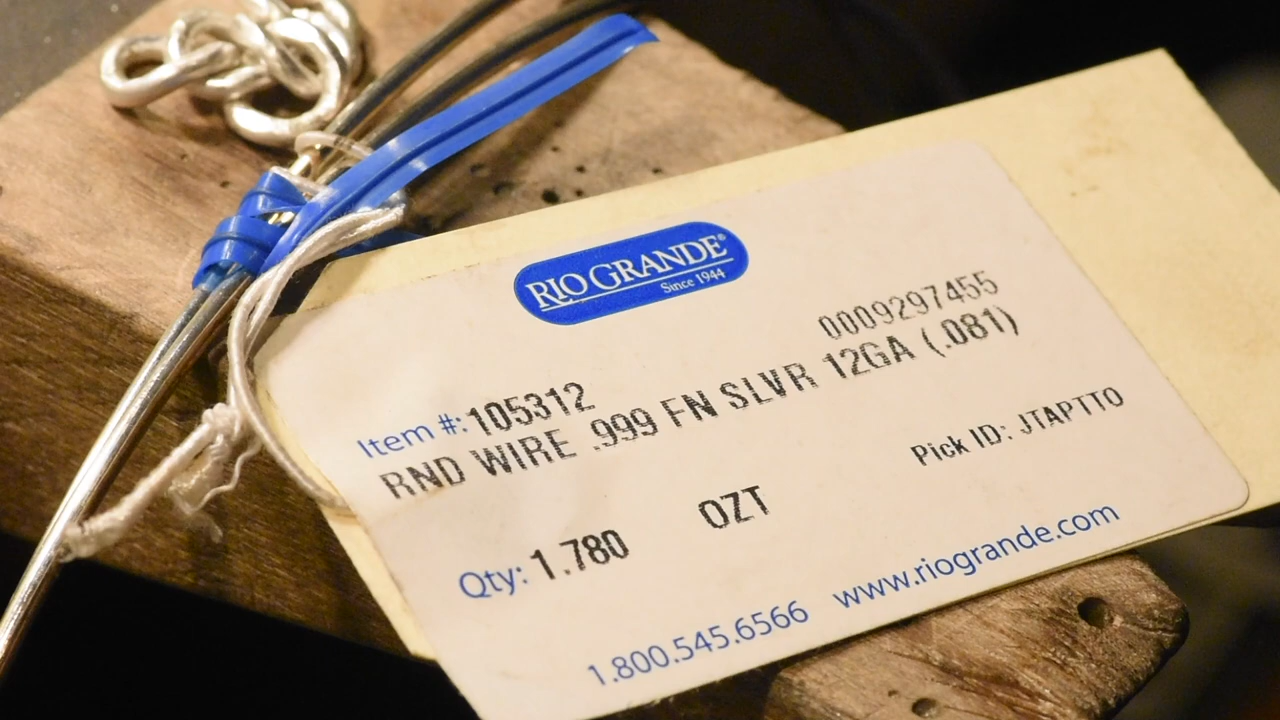 RIO GRANDE®
Since 1944
0009297455
Item #: 105312
RND WIRE .999 FN SLVR 12GA (.081)
Pick ID: JTAPTTO
Qty: 1.780 OZT
1.800.545.6566 www.riogrande.com